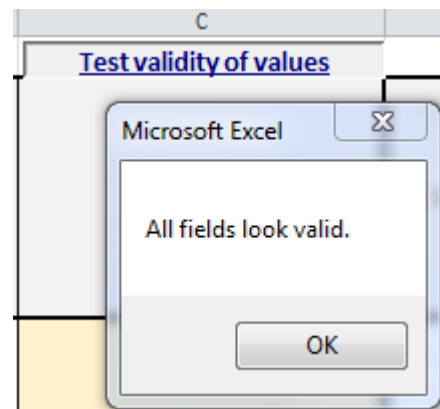 C
Test validity of values
Microsoft Excel
All fields look valid.
OK